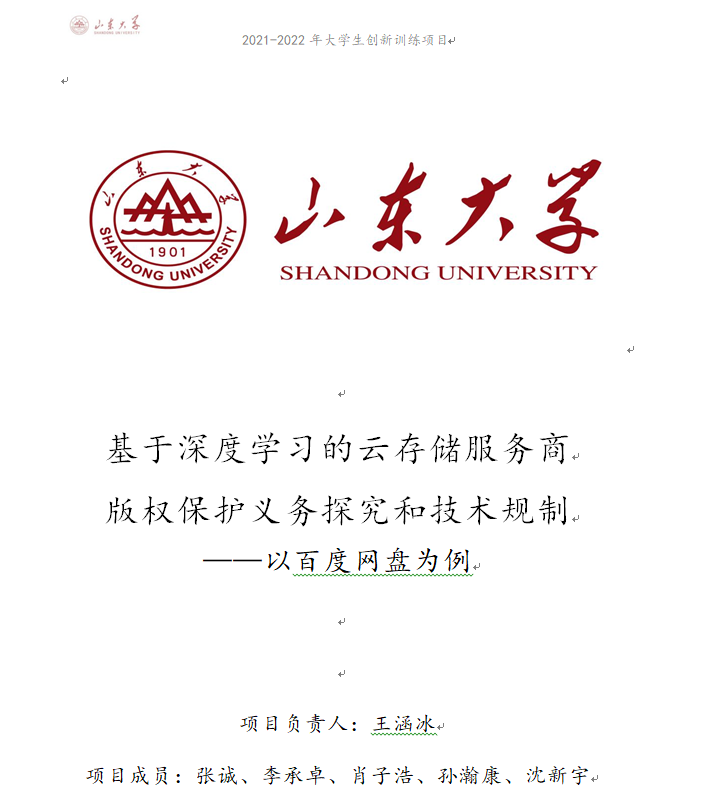 山东大学
2021-2022 年大学生创新训练项目
山东大学
SHANDONG UNIVERSITY
1901
山东大学
SHANDONG UNIVERSITY
基于深度学习的云存储服务商
版权保护义务探究和技术规制
——以百度网盘为例
项目负责人：王涵冰
项目成员：张诚、李承卓、肖子浩、孙瀚康、沈新宇